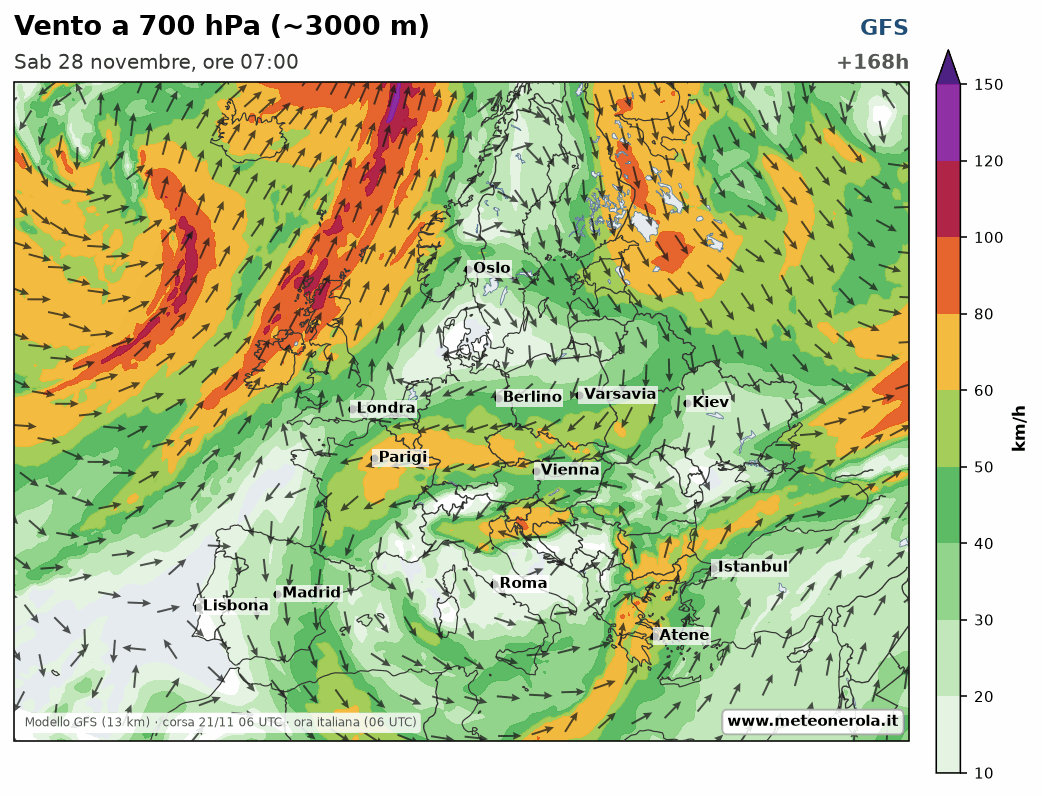 Vento a 700 hPa (~3000 m)
GFS
Sab 28 novembre, ore 07:00
+168h
150
120
100
80
60
50
40
30
20
10
km/h
Oslo
Londra
Berlino
Varsavia
Kiev
Parigi
Vienna
Istanbul
Roma
Madrid
Lisbona
Atene
Modello GFS (13 km) · corsa 21/11 06 UTC · ora italiana (06 UTC)
www.meteonerola.it